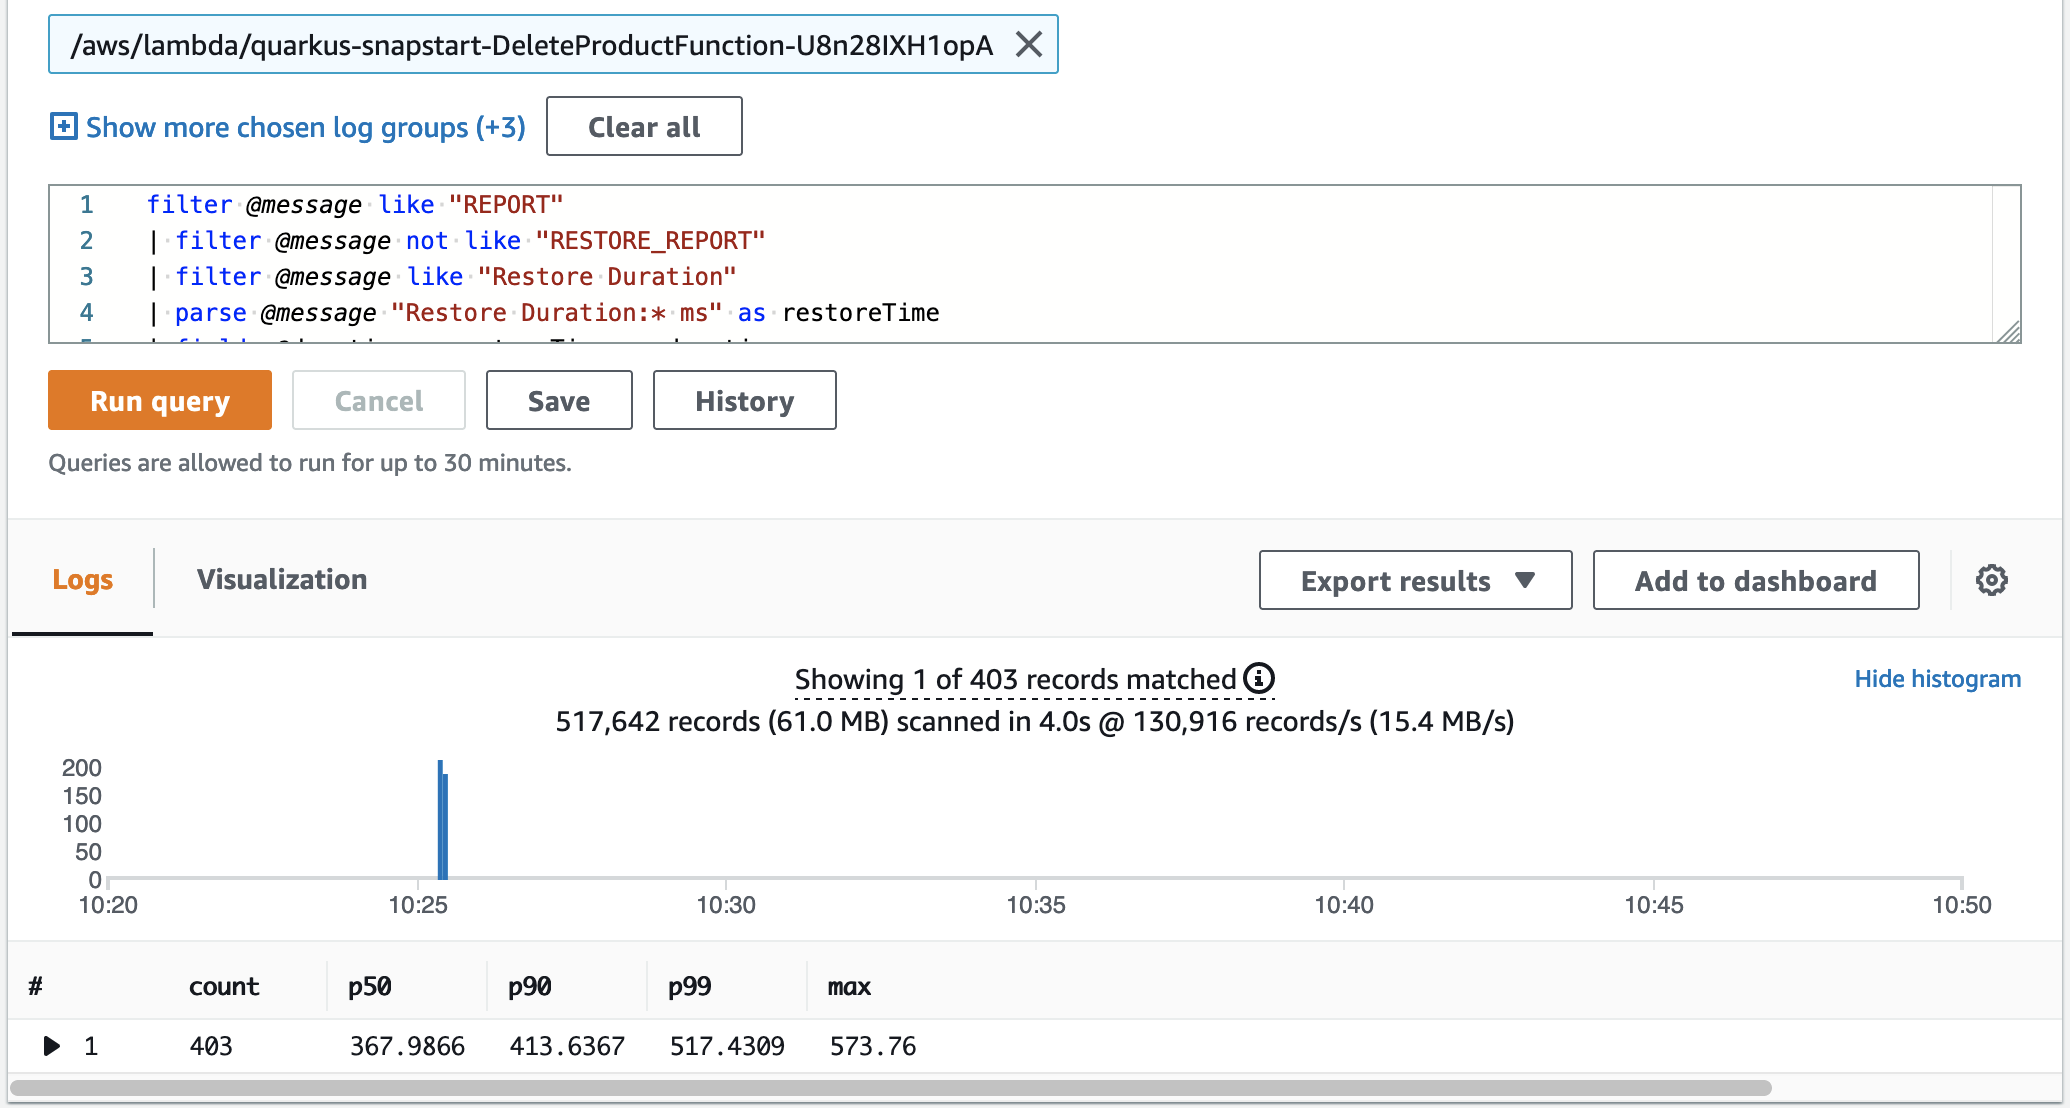 /aws/lambda/quarkus-snapstart-DeleteProductFunction-U8n28IXH1opA
Show more chosen log groups (+3) Clear all
1 filter @message like "REPORT"
2 | filter @message not like "RESTORE_REPORT"
3 | filter @message like "Restore Duration"
4 | parse @message "Restore Duration:* ms" as restoreTime
Run query Cancel Save History
Queries are allowed to run for up to 30 minutes.
Logs Visualization Export results Add to dashboard
Showing 1 of 403 records matched
Hide histogram
517,642 records (61.0 MB) scanned in 4.0s @ 130,916 records/s (15.4 MB/s)
200
150
100
50
0
10:20 10:25 10:30 10:35 10:40 10:45 10:50
# count p50 p90 p99 max
1 403 367.9866 413.6367 517.4309 573.76